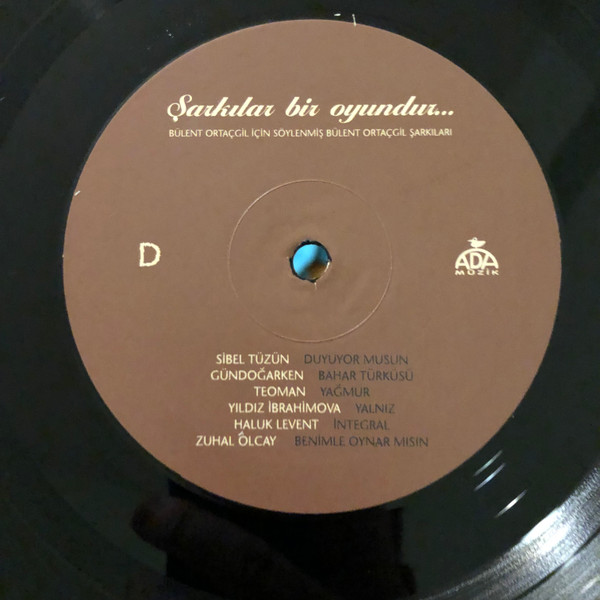 Şarkılar bir oyundur...
BÜLENT ORTAÇGİL İÇİN SÖYLENMİŞ BÜLENT ORTAÇGİL ŞARKILARI
D
ADA
MÜZİK
SİBEL TÜZÜN DUYUYOR MUSUN
GÜNDOĞARKEN BAHAR TÜRKÜSÜ
TEOMAN YAĞMUR
YILDIZ İBRAHİMOVA YALNIZ
HALUK LEVENT İNTEGRAL
ZUHAL OLCAY BENİMLE OYNAR MISIN